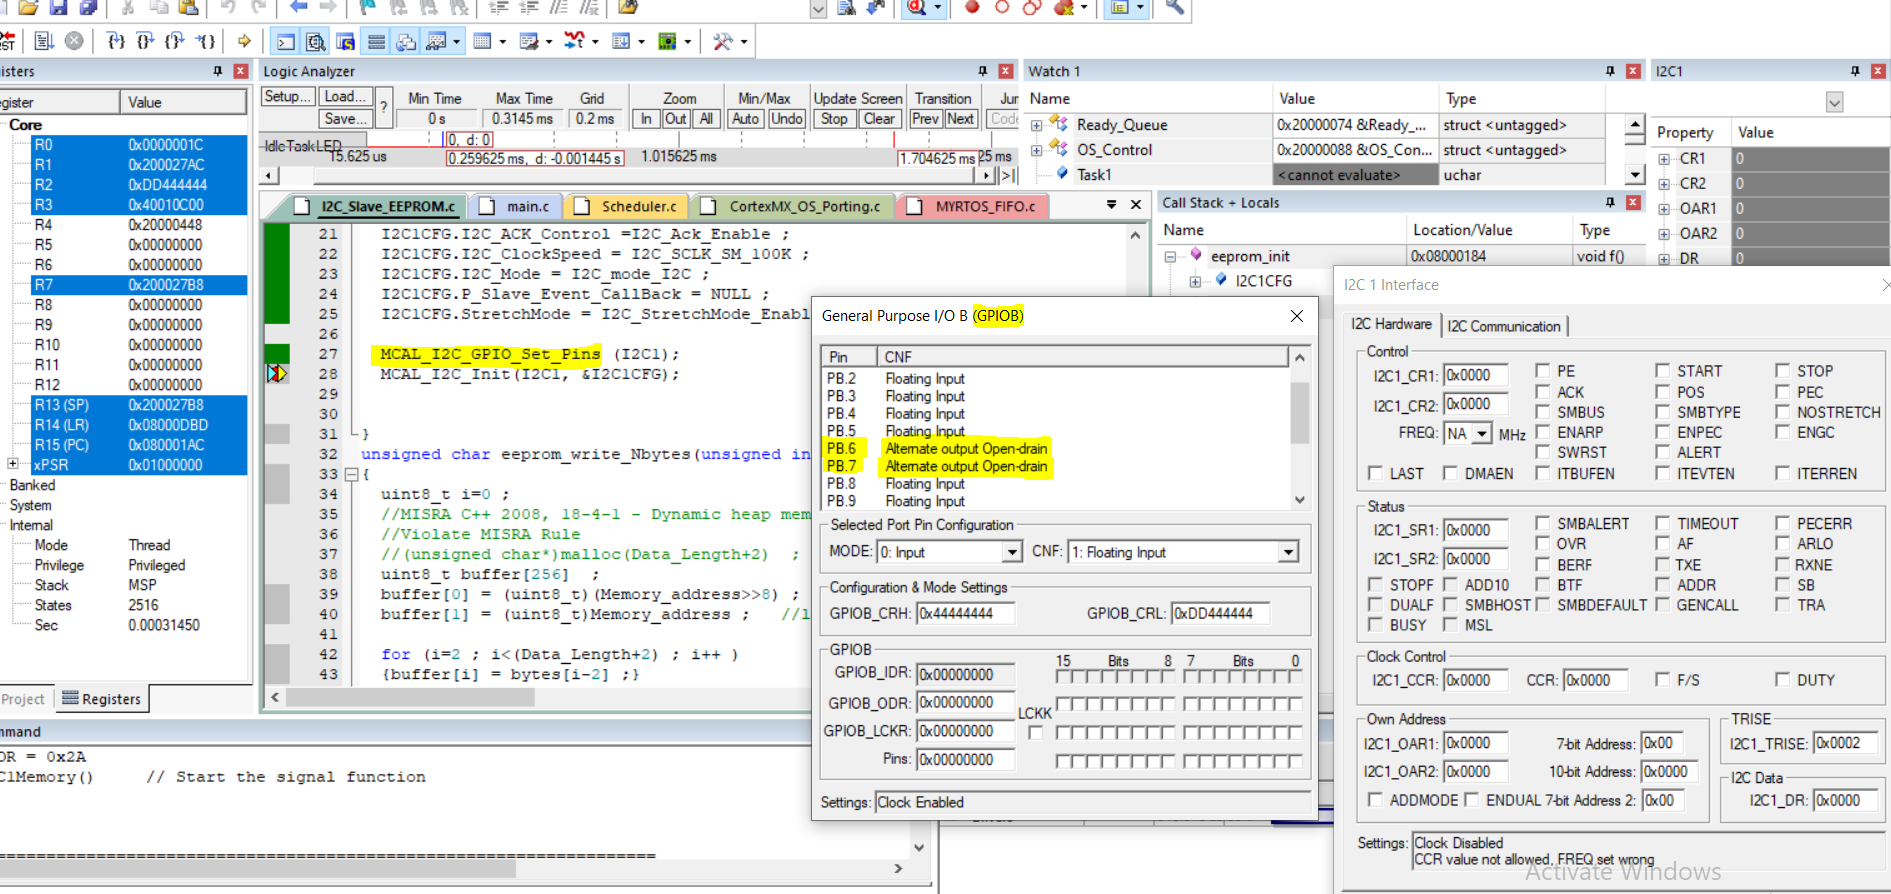 isters
Logic Analyzer
Watch 1
I2C1
egister Value
Core
R0 0x0000001C
R1 0x200027AC
R2 0xDD444444
R3 0x40010C00
R4 0x20000448
R5 0x00000000
R6 0x00000000
R7 0x200027B8
R8 0x00000000
R9 0x00000000
R10 0x00000000
R11 0x00000000
R12 0x00000000
R13 (SP) 0x200027B8
R14 (LR) 0x08000DBD
R15 (PC) 0x080001AC
xPSR 0x01000000
Banked
System
Internal
Mode Thread
Privilege Privileged
Stack MSP
States 2516
Sec 0.00031450
Project Registers
Setup... Load... ? Min Time Max Time Grid Zoom Min/Max Update Screen Transition Jur
Save... 0 s 0.3145 ms 0.2 ms In Out All Auto Undo Stop Clear Prev Next Code
IdleTaskLED 0, d: 0
15.625 us 0.259625 ms, d: -0.001445 s 1.015625 ms 1.704625 ms 25 ms
Name Value Type
Ready_Queue 0x20000074 &Ready_... struct <untagged>
OS_Control 0x20000088 &OS_Con... struct <untagged>
Task1 <cannot evaluate> uchar
Property Value
CR1 0
CR2 0
OAR1 0
OAR2 0
DR 0
I2C_Slave_EEPROM.c main.c Scheduler.c CortexMX_OS_Porting.c MYRTOS_FIFO.c
21 I2C1CFG.I2C_ACK_Control =I2C_Ack_Enable ;
22 I2C1CFG.I2C_ClockSpeed = I2C_SCLK_SM_100K ;
23 I2C1CFG.I2C_Mode = I2C_mode_I2C ;
24 I2C1CFG.P_Slave_Event_CallBack = NULL ;
25 I2C1CFG.StretchMode = I2C_StretchMode_Enabl
26
27 MCAL_I2C_GPIO_Set_Pins (I2C1);
28 MCAL_I2C_Init(I2C1, &I2C1CFG);
29
30
31 }
32 unsigned char eeprom_write_Nbytes(unsigned in
33 {
34 uint8_t i=0 ;
35 //MISRA C++ 2008, 18-4-1 - Dynamic heap mem
36 //Violate MISRA Rule
37 //(unsigned char*)malloc(Data_Length+2) ;
38 uint8_t buffer[256] ;
39 buffer[0] = (uint8_t)(Memory_address>>8) ;
40 buffer[1] = (uint8_t)Memory_address ; //l
41
42 for (i=2 ; i<(Data_Length+2) ; i++ )
43 {buffer[i] = bytes[i-2] ;}
Call Stack + Locals
Name Location/Value Type
eeprom_init 0x08000184 void f()
I2C1CFG
General Purpose I/O B (GPIOB)
Pin CNF
PB.2 Floating Input
PB.3 Floating Input
PB.4 Floating Input
PB.5 Floating Input
PB.6 Alternate output Open-drain
PB.7 Alternate output Open-drain
PB.8 Floating Input
PB.9 Floating Input
Selected Port Pin Configuration
MODE: 0: Input CNF: 1: Floating Input
Configuration & Mode Settings
GPIOB_CRH: 0x44444444 GPIOB_CRL: 0xDD444444
GPIOB
15 Bits 8 7 Bits 0
GPIOB_IDR: 0x00000000
GPIOB_ODR: 0x00000000
LCKK
GPIOB_LCKR: 0x00000000
Pins: 0x00000000
Settings: Clock Enabled
I2C 1 Interface
I2C Hardware I2C Communication
Control
I2C1_CR1: 0x0000 PE START STOP
ACK POS PEC
I2C1_CR2: 0x0000 SMBUS SMBTYPE NOSTRETCH
FREQ: NA MHz ENARP ENPEC ENGC
SWRST ALERT
LAST DMAEN ITBUFEN ITEVTEN ITERREN
Status
I2C1_SR1: 0x0000 SMBALERT TIMEOUT PECERR
OVR AF ARLO
I2C1_SR2: 0x0000 BERF TXE RXNE
STOPF ADD10 BTF ADDR SB
DUALF SMBHOST SMBDEFAULT GENCALL TRA
BUSY MSL
Clock Control
I2C1_CCR: 0x0000 CCR: 0x0000 F/S DUTY
Own Address TRISE
I2C1_OAR1: 0x0000 7-bit Address: 0x00 I2C1_TRISE: 0x0002
I2C1_OAR2: 0x0000 10-bit Address: 0x0000 I2C Data
ADDMODE ENDUAL 7-bit Address 2: 0x00 I2C1_DR: 0x0000
Settings: Clock Disabled
CCR value not allowed, FREQ set wrong
Activate Windows
mmand
DR = 0x2A
C1Memory() // Start the signal function